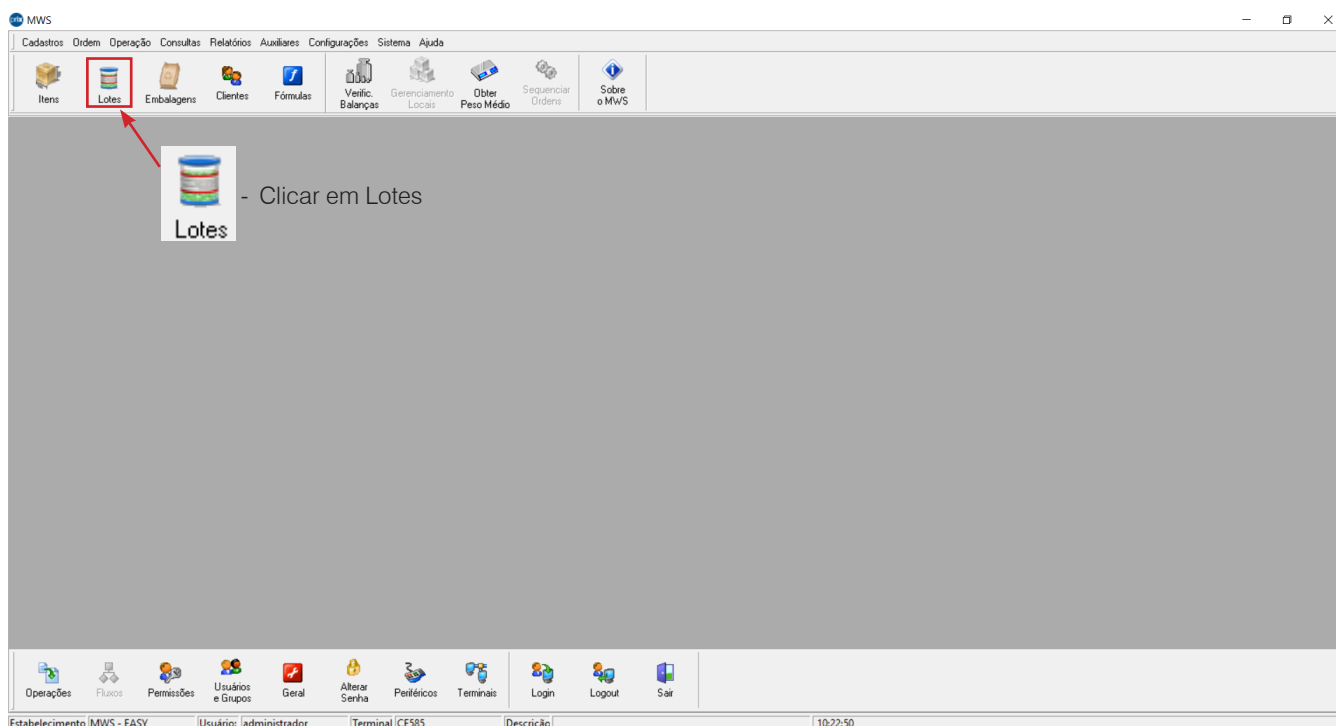 prix MWS
Cadastros Ordem Operação Consultas Relatórios Auxiliares Configurações Sistema Ajuda
Itens
Lotes
Embalagens
Clientes
Fórmulas
Verific.
Balanças
Gerenciamento
Locais
Obter
Peso Médio
Sequenciar
Ordens
Sobre
o MWS
Lotes
- Clicar em Lotes
Operações
Fluxos
Permissões
Usuários
e Grupos
Geral
Alterar
Senha
Periféricos
Terminais
Login
Logout
Sair
Estabelecimento MWS - EASY Usuário: administrador Terminal CE585 Descrição 10:22:50